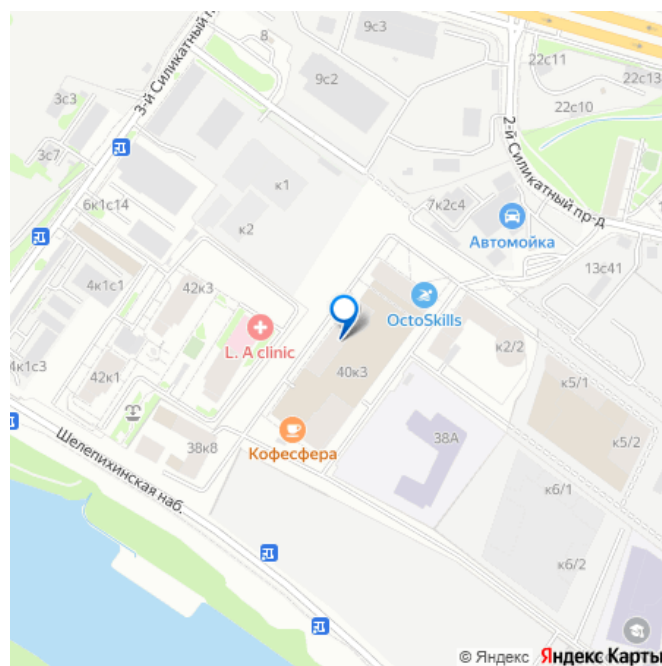 9с3
8
3-й Силикатный п
9с2
22с11
22с13
22с10
3с3
3с7
2-й Силикатный пр-д
к1
6к1с14
к2
7к2с4
Автомойка
13с41
4к1с1
42к3
OctoSkills
L. A clinic
к2/2
4к1с3
42к1
40к3
к5/1
Шелепихинская наб.
38к8
Кофесфера
38А
к5/2
к6/1
к6/2
© Яндекс Яндекс Карты